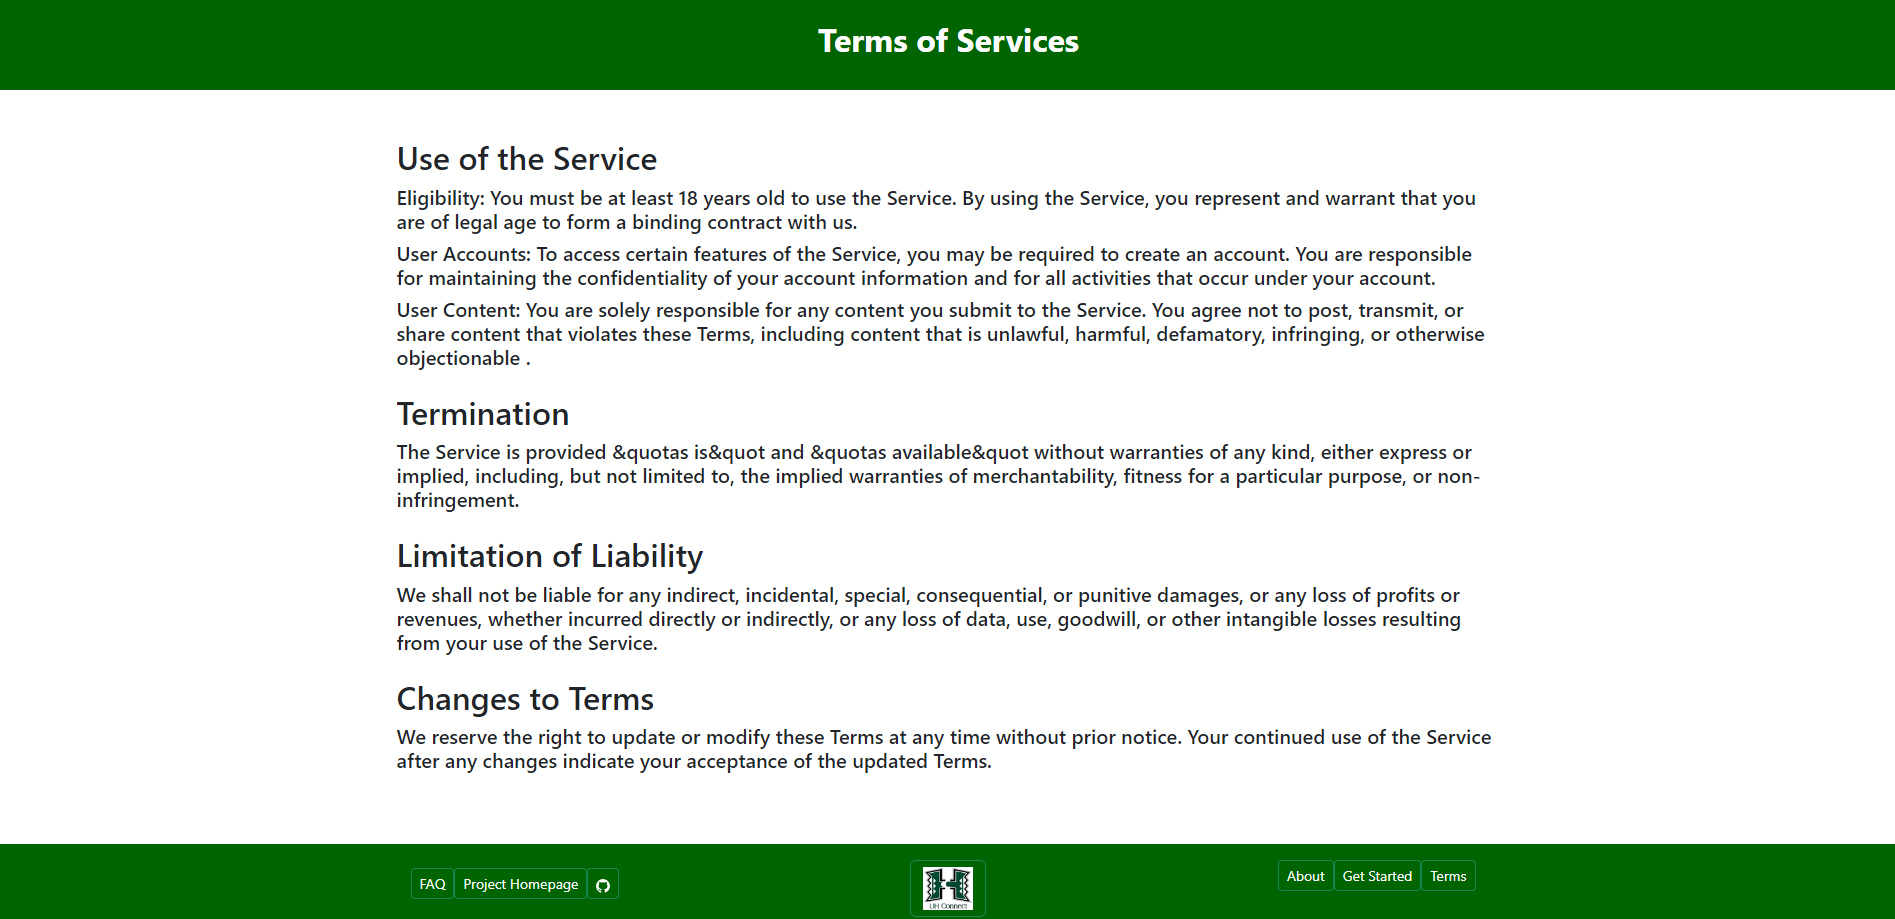 Terms of Services
Use of the Service
Eligibility: You must be at least 18 years old to use the Service. By using the Service, you represent and warrant that you
are of legal age to form a binding contract with us.
User Accounts: To access certain features of the Service, you may be required to create an account. You are responsible
for maintaining the confidentiality of your account information and for all activities that occur under your account.
User Content: You are solely responsible for any content you submit to the Service. You agree not to post, transmit, or
share content that violates these Terms, including content that is unlawful, harmful, defamatory, infringing, or otherwise
objectionable .
Termination
The Service is provided &quotas is&quot and &quotas available&quot without warranties of any kind, either express or
implied, including, but not limited to, the implied warranties of merchantability, fitness for a particular purpose, or non-
infringement.
Limitation of Liability
We shall not be liable for any indirect, incidental, special, consequential, or punitive damages, or any loss of profits or
revenues, whether incurred directly or indirectly, or any loss of data, use, goodwill, or other intangible losses resulting
from your use of the Service.
Changes to Terms
We reserve the right to update or modify these Terms at any time without prior notice. Your continued use of the Service
after any changes indicate your acceptance of the updated Terms.
FAQ
Project Homepage
H
UH Connect
About
Get Started
Terms